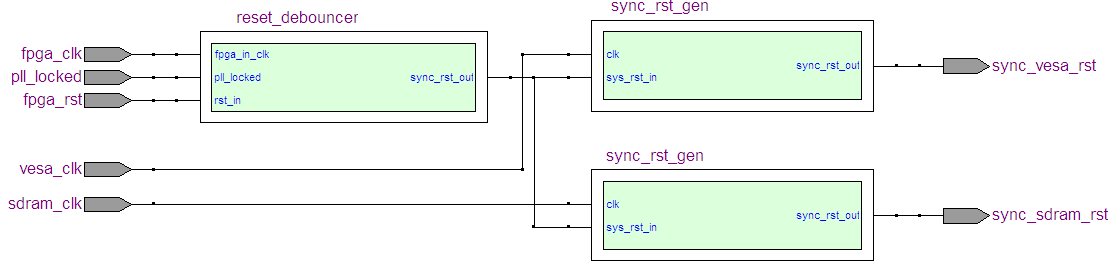 reset_debouncer
fpga_clk
pll_locked
fpga_rst
vesa_clk
sdram_clk
fpga_in_clk
pll_locked
rst_in
sync_rst_out
sync_rst_gen
clk
sys_rst_in
sync_rst_out
sync_vesa_rst
sync_rst_gen
clk
sys_rst_in
sync_rst_out
sync_sdram_rst